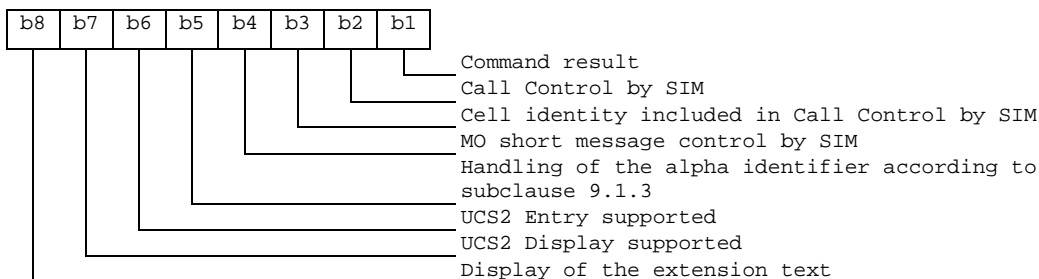 b8 b7 b6 b5 b4 b3 b2 b1
Command result
Call Control by SIM
Cell identity included in Call Control by SIM
MO short message control by SIM
Handling of the alpha identifier according to
subclause 9.1.3
UCS2 Entry supported
UCS2 Display supported
Display of the extension text